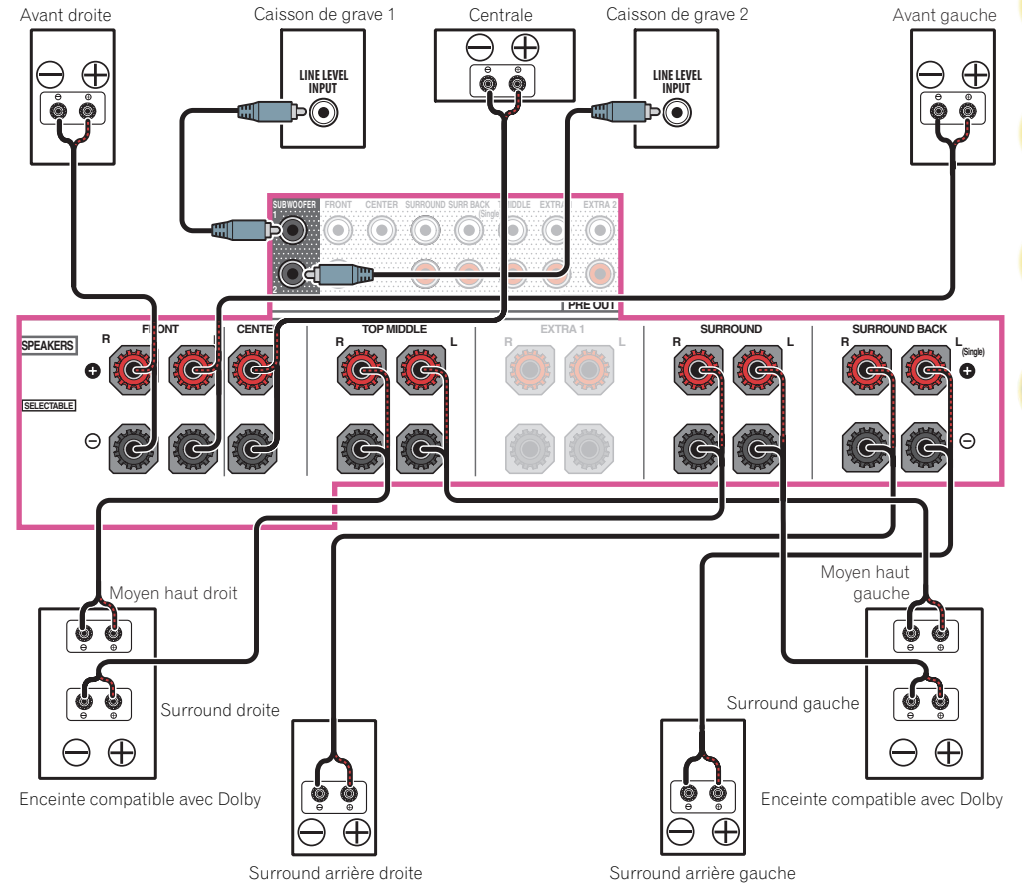 Avant droite
Caisson de grave 1
Centrale
Caisson de grave 2
Avant gauche
LINE LEVEL
INPUT
LINE LEVEL
INPUT
SUBWOOFER
FRONT
CENTER
SURROUND
SURR BACK
(Single)
EXTRA 2
1
2
PRE OUT
SPEAKERS
SELECTABLE
R
L
TOP MIDDLE
R
L
EXTRA 1
R
L
SURROUND
R
L
SURROUND BACK
R
L
(Single)
Moyen haut droit
Moyen haut
gauche
Surround droite
Surround gauche
Enceinte compatible avec Dolby
Enceinte compatible avec Dolby
Surround arrière droite
Surround arrière gauche